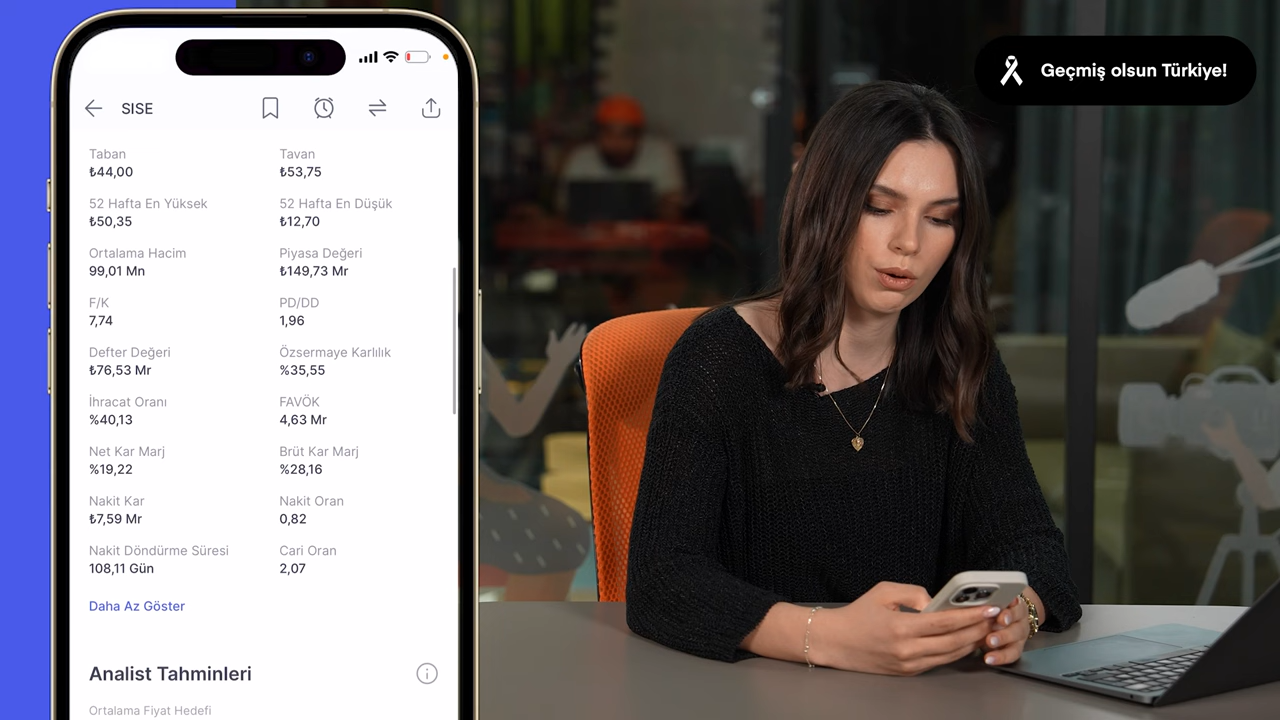 SISE
Taban
Tavan
₺44,00
₺53,75
52 Hafta En Yüksek
52 Hafta En Düşük
₺50,35
₺12,70
Ortalama Hacim
Piyasa Değeri
99,01 Mn
₺149,73 Mr
F/K
PD/DD
7,74
1,96
Defter Değeri
Özsermaye Karlılık
₺76,53 Mr
%35,55
İhracat Oranı
FAVÖK
%40,13
4,63 Mr
Net Kar Marj
Brüt Kar Marj
%19,22
%28,16
Nakit Kar
Nakit Oran
₺7,59 Mr
0,82
Nakit Döndürme Süresi
Cari Oran
108,11 Gün
2,07
Daha Az Göster
Analist Tahminleri
Ortalama Fiyat Hedefi
Geçmiş olsun Türkiye!